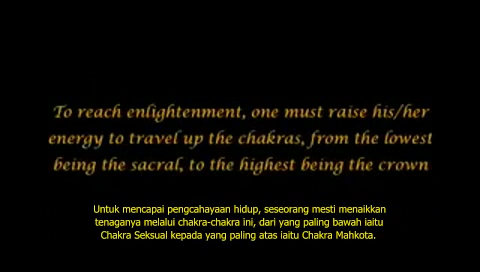 To reach enlightenment, one must raise his/her
energy to travel up the chakras, from the lowest
being the sacral, to the highest being the crown
Untuk mencapai pengcahayaan hidup, seseorang mesti menaikkan
tenaganya melalui chakra-chakra ini, dari yang paling bawah iaitu
Chakra Seksual kepada yang paling atas iaitu Chakra Mahkota.